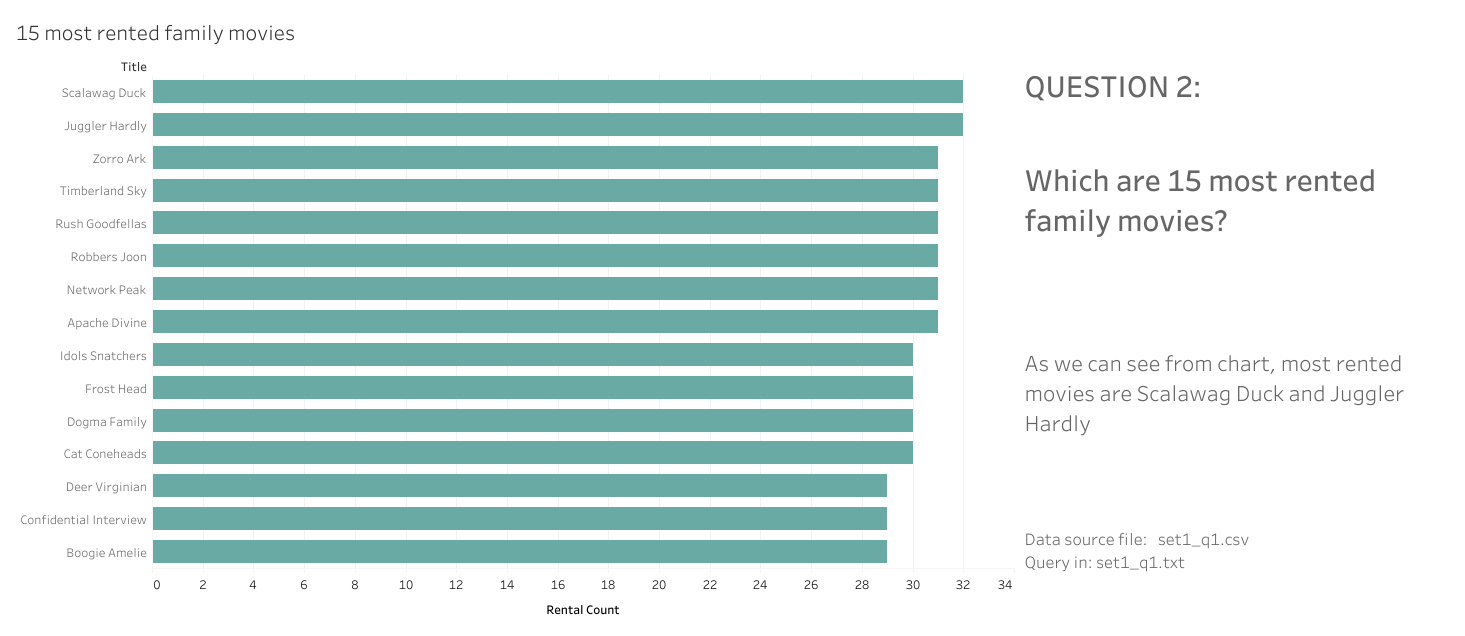 15 most rented family movies
Title
Scalawag Duck
Juggler Hardly
Zorro Ark
Timberland Sky
Rush Goodfellas
Robbers Joon
Network Peak
Apache Divine
Idols Snatchers
Frost Head
Dogma Family
Cat Coneheads
Deer Virginian
Confidential Interview
Boogie Amelie
0 2 4 6 8 10 12 14 16 18 20 22 24 26 28 30 32 34
Rental Count
QUESTION 2:
Which are 15 most rented
family movies?
As we can see from chart, most rented
movies are Scalawag Duck and Juggler
Hardly
Data source file: set1_q1.csv
Query in: set1_q1.txt